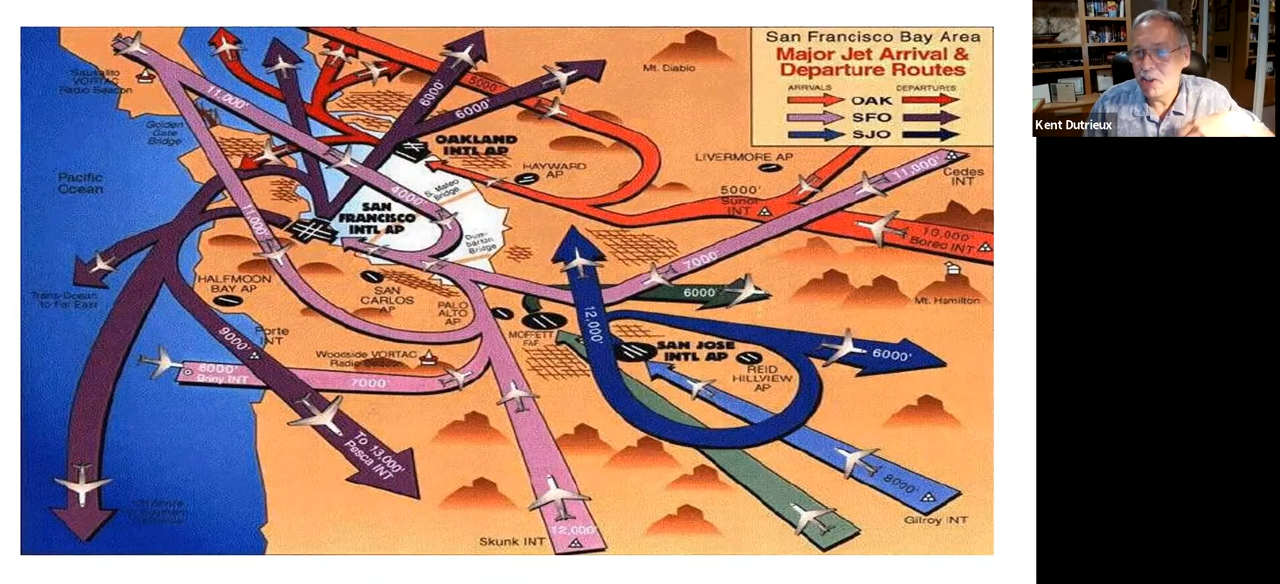 San Francisco Bay Area
Major Jet Arrival &
Departure Routes
ARRIVALS DEPARTURES
OAK
SFO
SJO
Kent Dutrieux
Sausalito
VORTAC
Radio Beacon
11,000'
Golden
Gate
Bridge
Pacific
Ocean
Mt. Diablo
5000'
6000'
6000'
OAKLAND
INTL AP
HAYWARD
AP
LIVERMORE AP
11,000'
Cedes
INT
4000'
S. Mateo
Bridge
5000'
Sunol
INT
SAN
FRANCISCO
INTL AP
11,000'
Dum-
barton
Bridge
10,000'
Bored INT
7000'
Trans-Ocean
to Far East
HALFMOON
BAY AP
SAN
CARLOS
AP
PALO
ALTO
AP
6000'
Mt. Hamilton
12,000'
9000'
Porte
INT
MOFFETT
Woodside VORTAC
Radio Beacon
SAN JOSE
INTL AP
REID
HILLVIEW
AP
6000'
8000'
Briny INT
7000'
To 13,000'
Pesca INT
8000'
Gilroy INT
12,000'
Skunk INT